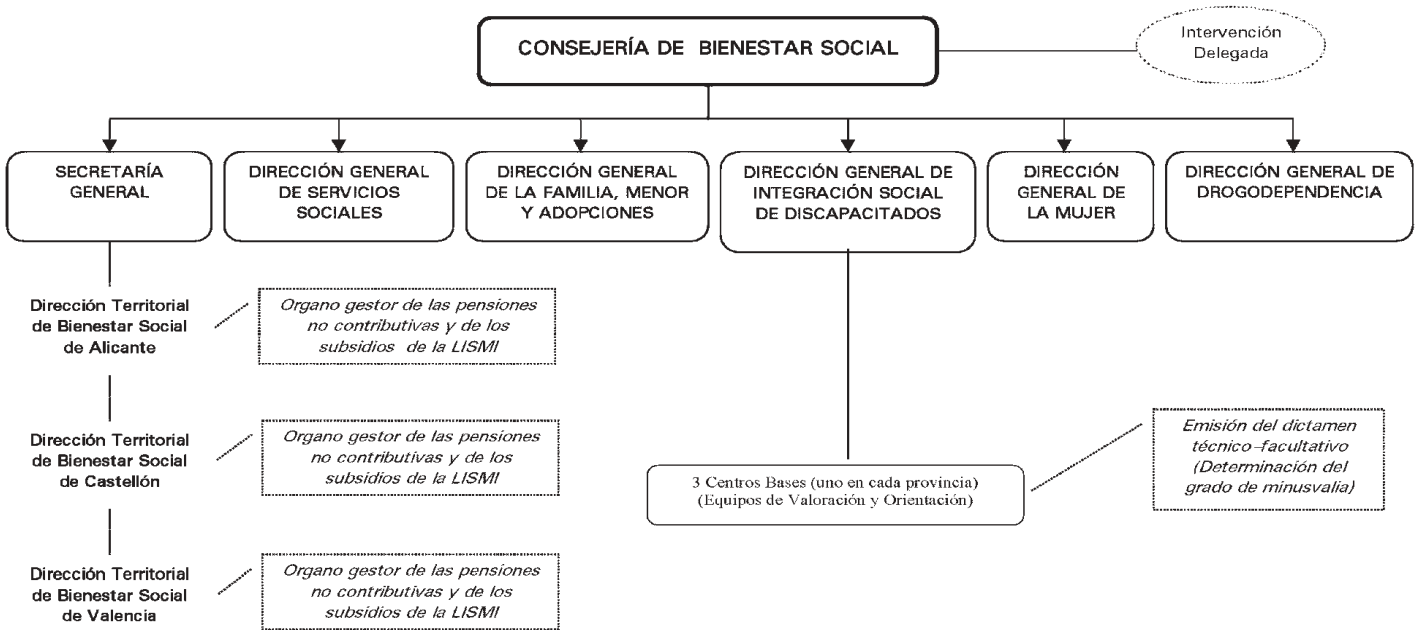 CONSEJERÍA DE BIENESTAR SOCIAL
Intervención
Delegada
SECRETARÍA
GENERAL
DIRECCIÓN GENERAL
DE SERVICIOS
SOCIALES
DIRECCIÓN GENERAL
DE LA FAMILIA, MENOR
Y ADOPCIONES
DIRECCIÓN GENERAL DE
INTEGRACIÓN SOCIAL
DE DISCAPACITADOS
DIRECCIÓN
GENERAL DE
LA MUJER
DIRECCIÓN GENERAL DE
DROGODEPENDENCIA
Dirección Territorial
de Bienestar Social
de Alicante
Organo gestor de las pensiones
no contributivas y de los
subsidios de la LISMI
Dirección Territorial
de Bienestar Social
de Castellón
Organo gestor de las pensiones
no contributivas y de los
subsidios de la LISMI
3 Centros Bases (uno en cada provincia)
(Equipos de Valoración y Orientación)
Emisión del dictamen
técnico-facultativo
(Determinación del
grado de minusvalia)
Dirección Territorial
de Bienestar Social
de Valencia
Organo gestor de las pensiones
no contributivas y de los
subsidios de la LISMI